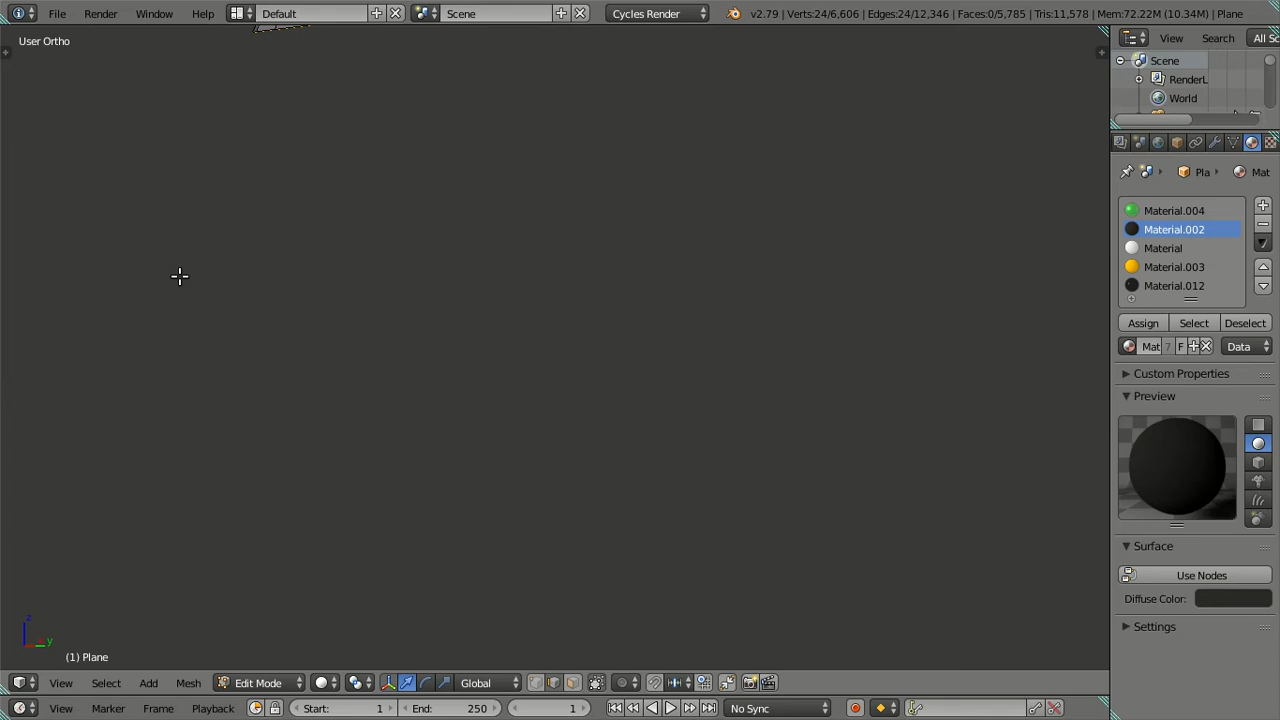 File Render Window Help Default Scene Cycles Render v2.79 | Verts:24/6,606 | Edges:24/12,346 | Faces:0/5,785 | Tris:11,578 | Mem:72.22M (10.34M) | Plane
User Ortho
View Search All Sc
Scene
RenderL
World
Pla Mat
Material.004
Material.002
Material
Material.003
Material.012
Assign Select Deselect
Mat 7 F Data
Custom Properties
Preview
Surface
Use Nodes
Diffuse Color:
Settings
z
y
(1) Plane
View Select Add Mesh Edit Mode Global
View Marker Frame Playback Start: 1 End: 250 1 No Sync